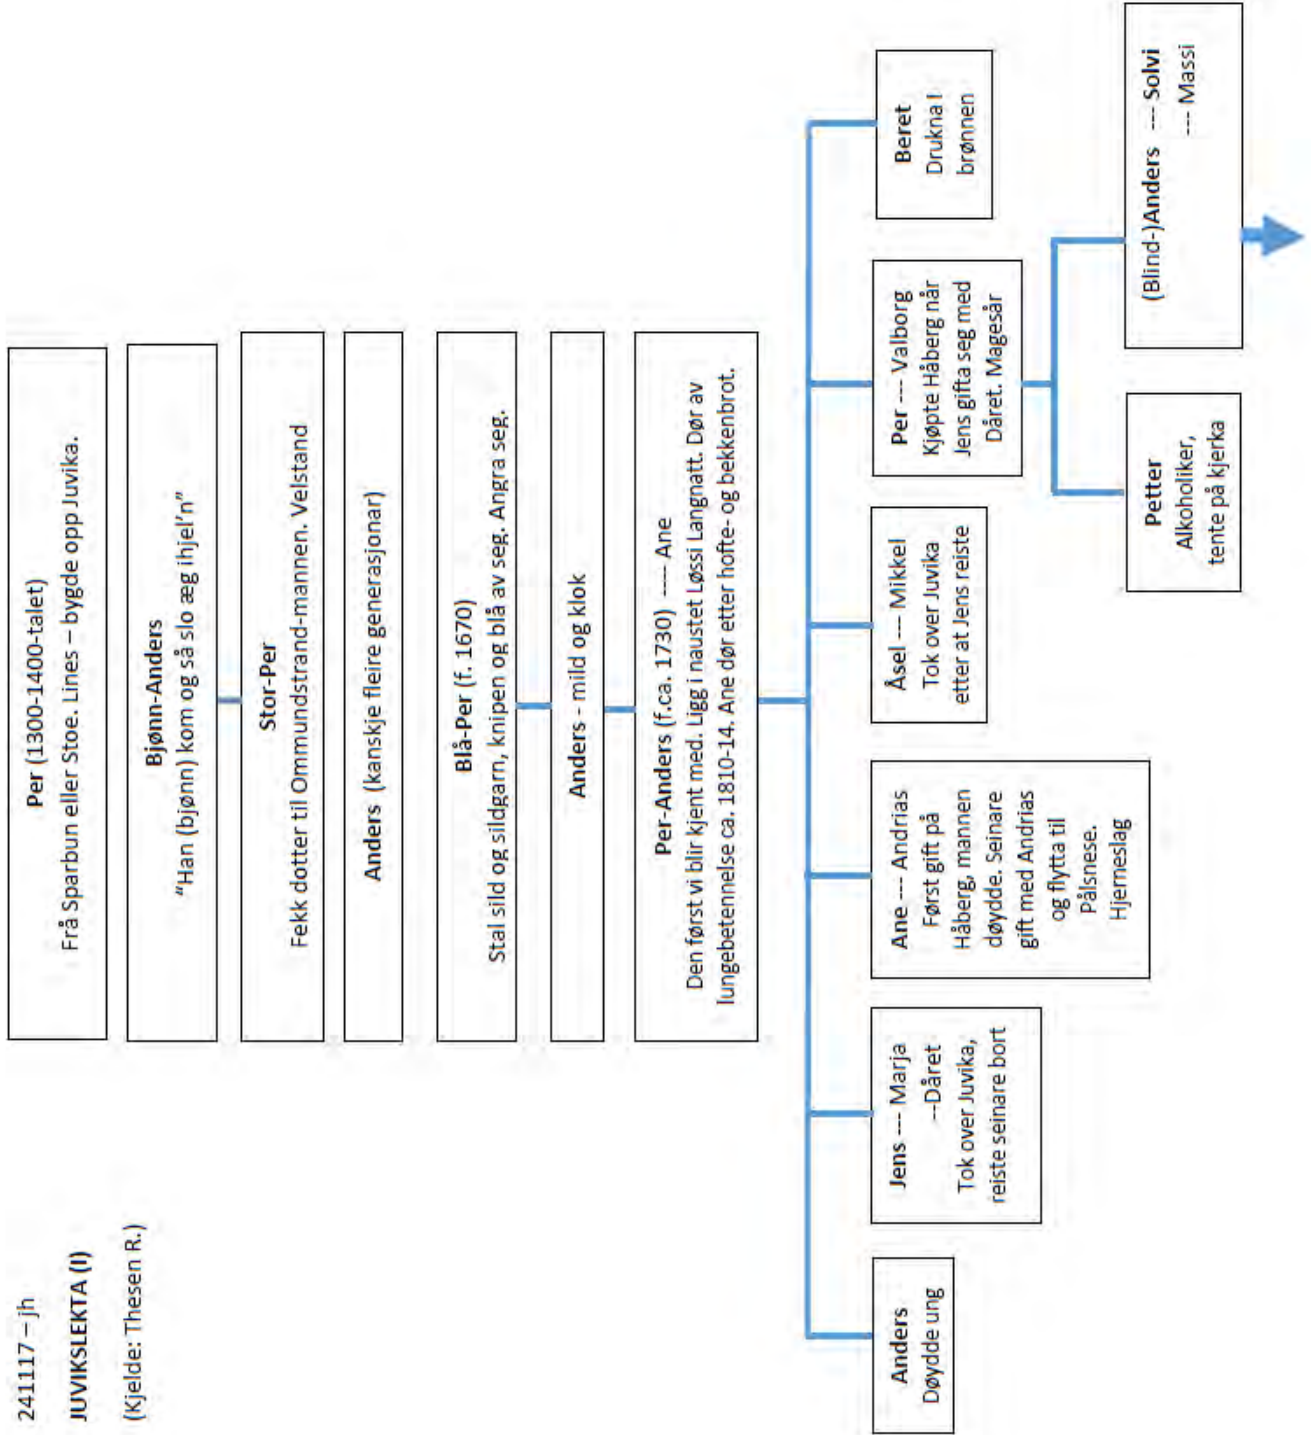 241117 – jh
JUVIKSLEKTA (I)
(Kjelde: Thesen R.)
Per (1300-1400-talet)
Frå Sparbun eller Stoe. Lines – bygde opp Juvika.
Bjønn-Anders
“Han (bjønn) kom og så slo æg ihjel’n”
Stor-Per
Fekk dotter til Ommundstrand-mannen. Velstand
Anders (kanskje fleire generasjonar)
Blå-Per (f. 1670)
Stal sild og sildgarn, knipen og blå av seg. Angra seg.
Anders - mild og klok
Per-Anders (f.ca. 1730) ---- Ane
Den først vi blir kjent med. Ligg i naustet Løssi Langnatt. Dør av
lungebetennelse ca. 1810-14. Ane dør etter hofte- og bekkenbrot.
Anders
Døydde ung
Jens --- Marja
--Dåret
Tok over Juvika,
reiste seinare bort
Ane --- Andrias
Først gift på
Håberg, mannen
døydde. Seinare
gift med Andrias
og flytta til
Pålsnese.
Hjerneslag
Åsel --- Mikkel
Tok over Juvika
etter at Jens reiste
Per --- Valborg
Kjøpte Håberg når
Jens gifta seg med
Dåret. Magesår
Beret
Drukna I
brønnen
Petter
Alkoholiker,
tente på kjerka
(Blind-)Anders --- Solvi
--- Massi